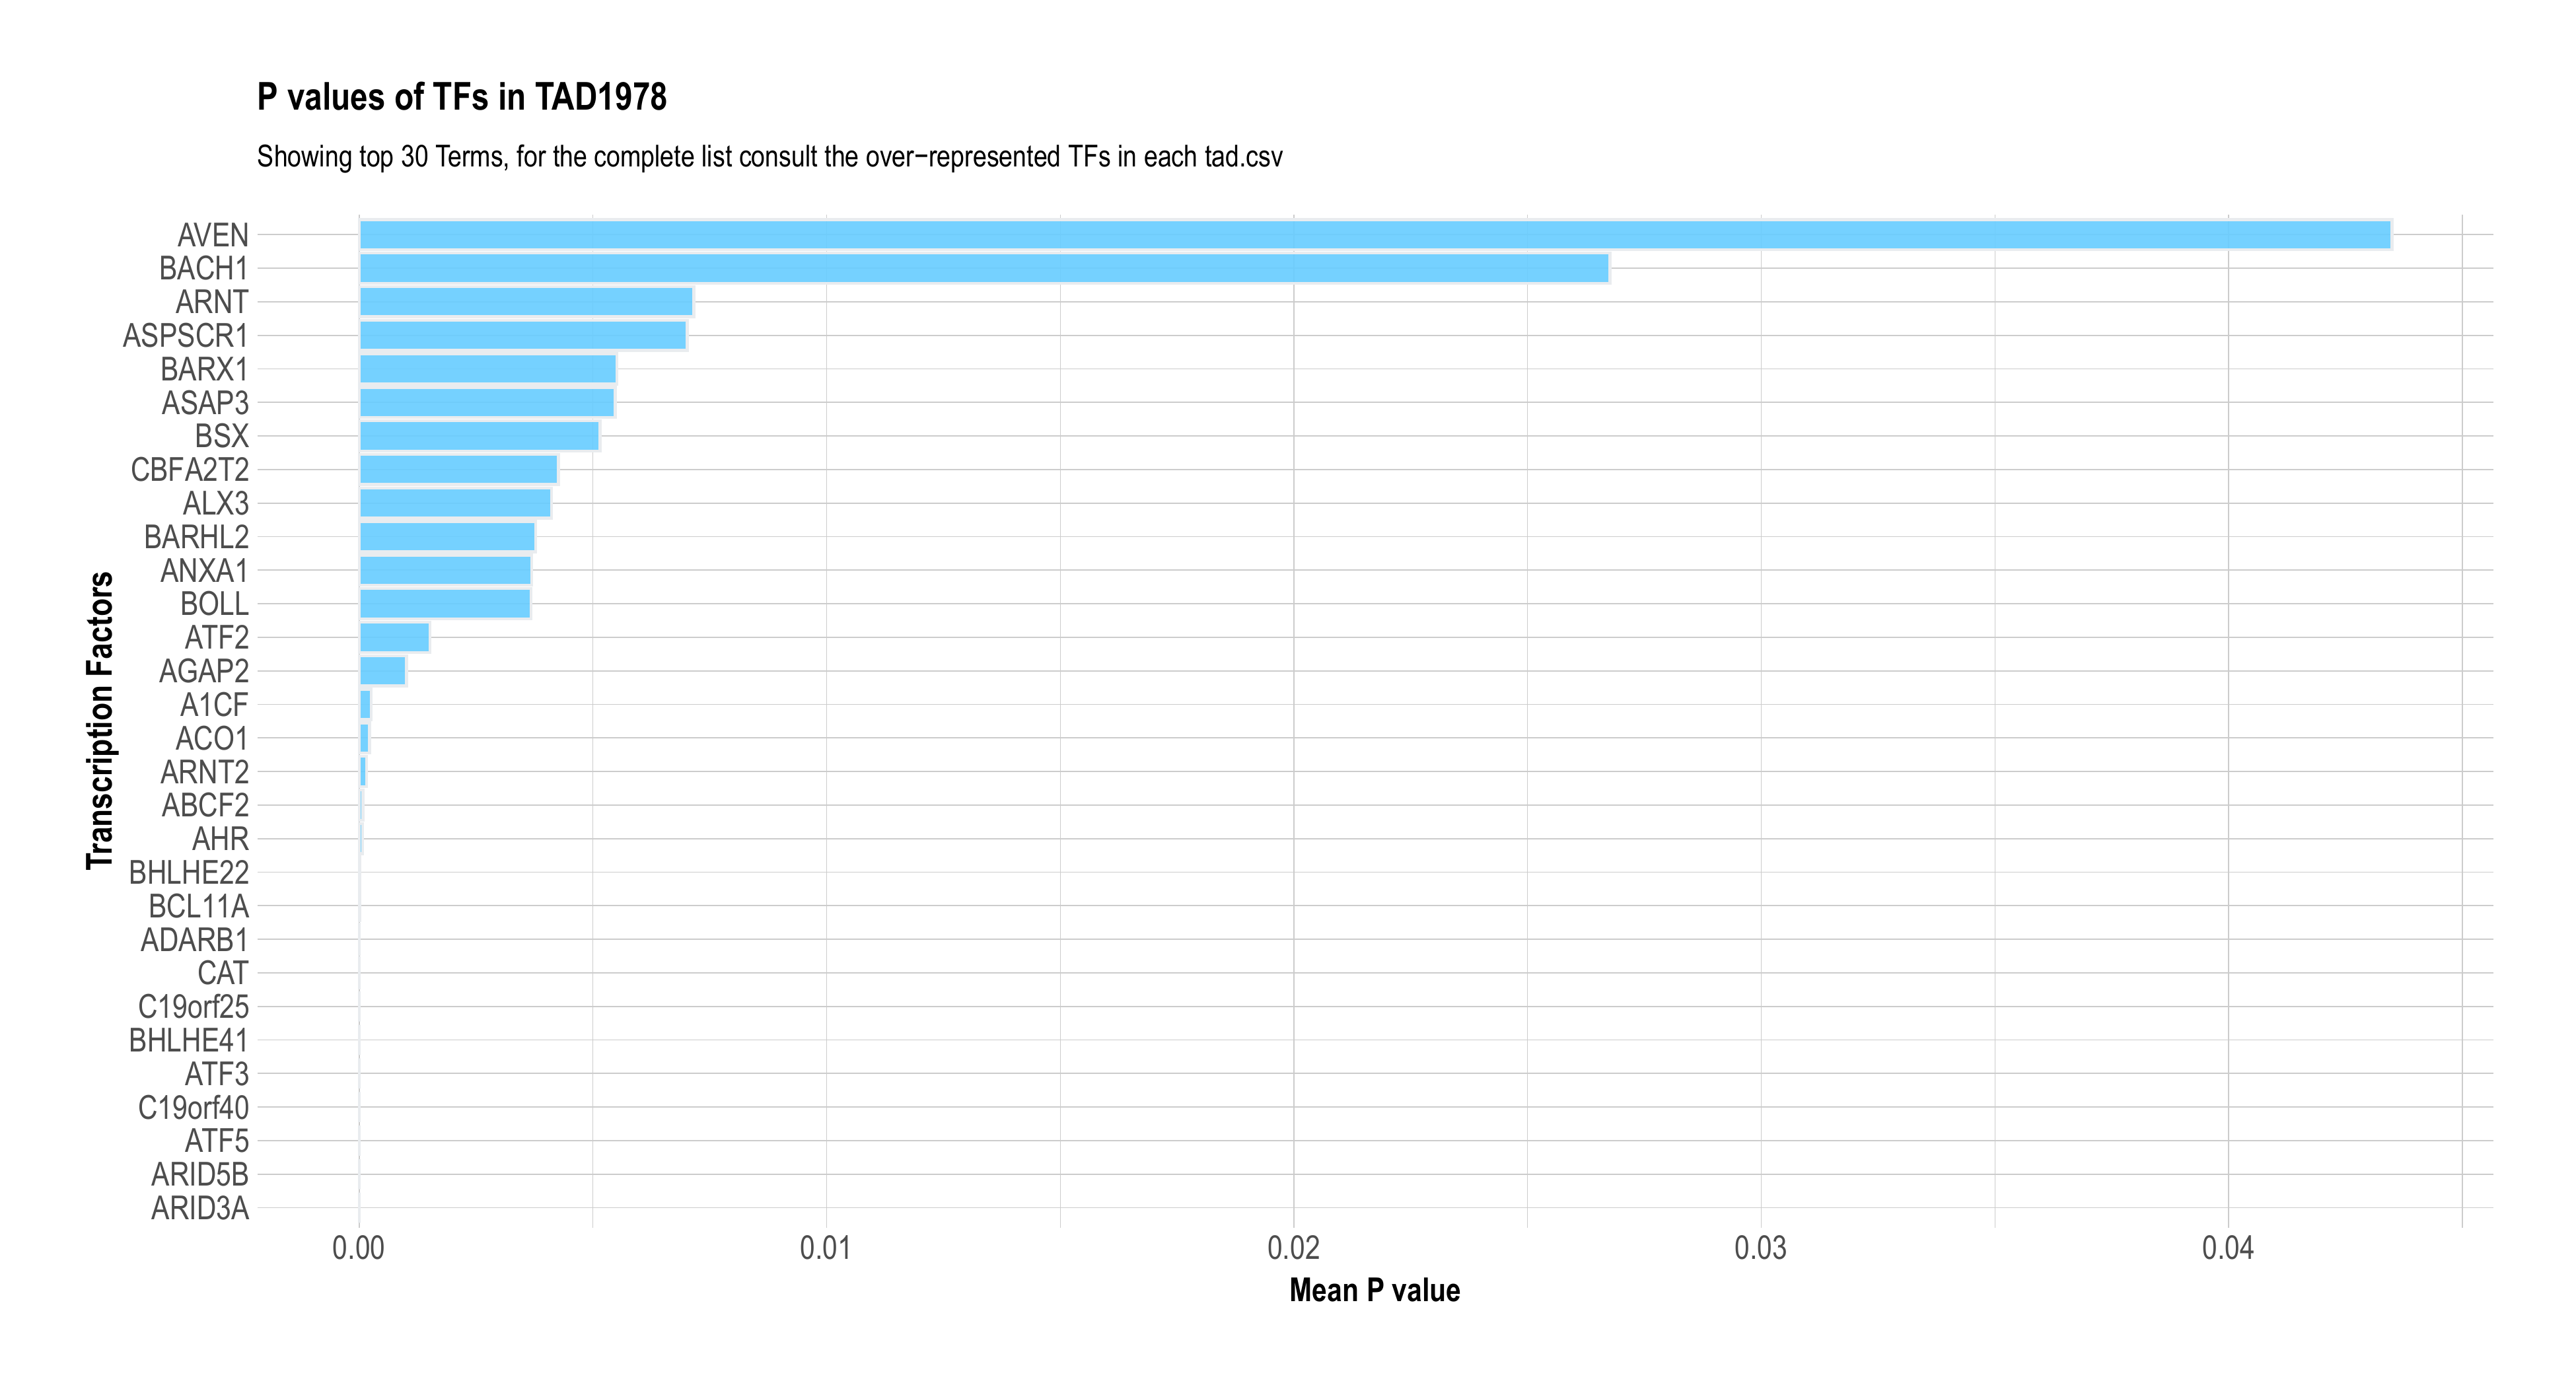 P values of TFs in TAD1978
Showing top 30 Terms, for the complete list consult the over−represented TFs in each tad.csv
Transcription Factors
AVEN
BACH1
ARNT
ASPSCR1
BARX1
ASAP3
BSX
CBFA2T2
ALX3
BARHL2
ANXA1
BOLL
ATF2
AGAP2
A1CF
ACO1
ARNT2
ABCF2
AHR
BHLHE22
BCL11A
ADARB1
CAT
C19orf25
BHLHE41
ATF3
C19orf40
ATF5
ARID5B
ARID3A
0.00 0.01 0.02 0.03 0.04
Mean P value